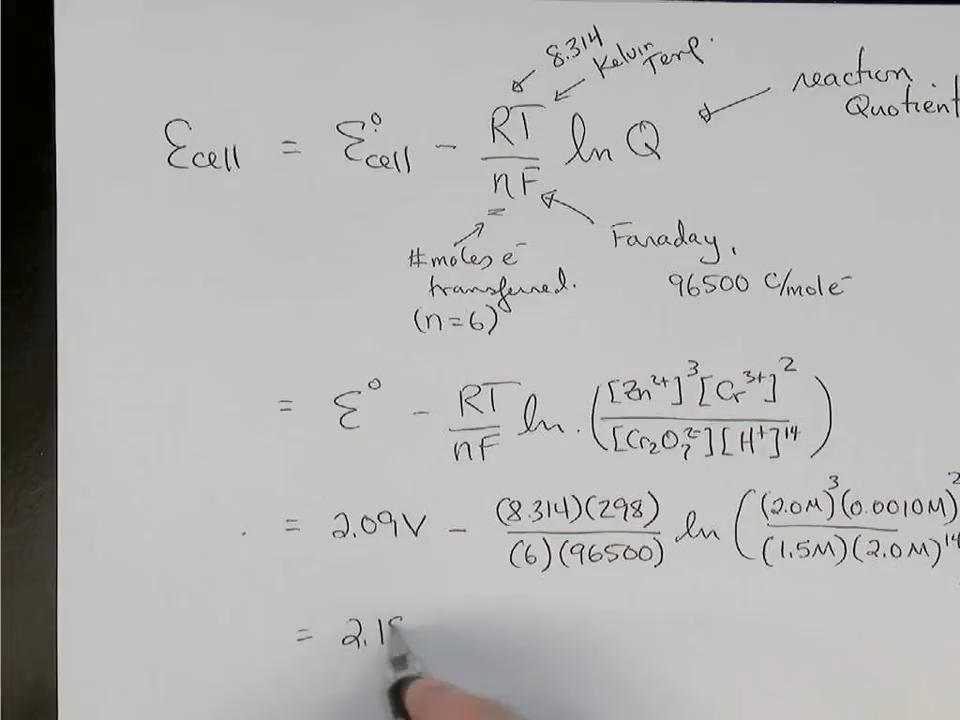 8.314
Kelvin Temp.
reaction Quotient
Ɛcell = Ɛ°cell − RT/nF ln Q
Faraday,
96500 C/mole⁻
#moles e⁻
transferred.
(n=6)
= Ɛ° − RT/nF ln. ([Zn²⁺]³[Cr³⁺]²/[Cr₂O₇²⁻][H⁺]¹⁴)
= 2.09V − (8.314)(298)/(6)(96500) ln ((2.0M)³(0.0010M)²/(1.5M)(2.0M)¹⁴
= 2.1